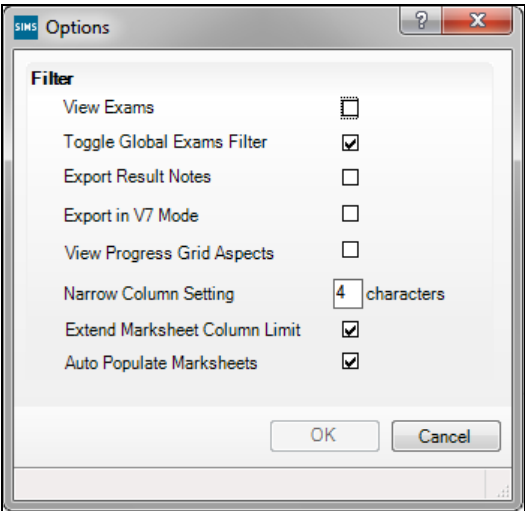 SIMS Options
?
Filter
View Exams
Toggle Global Exams Filter
Export Result Notes
Export in V7 Mode
View Progress Grid Aspects
Narrow Column Setting 4 characters
Extend Marksheet Column Limit
Auto Populate Marksheets
OK Cancel